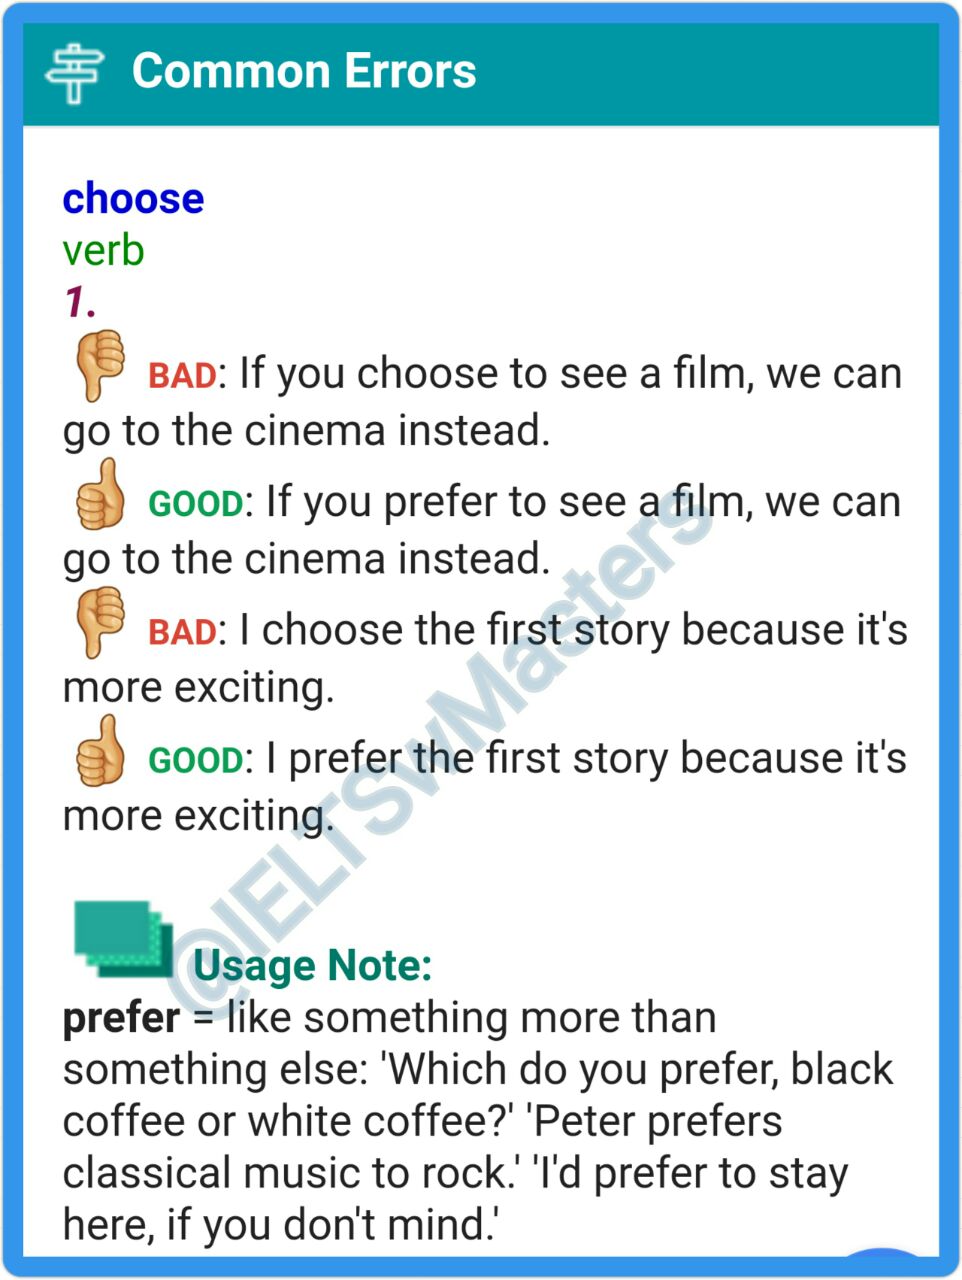 Common Errors
choose
verb
1.
BAD: If you choose to see a film, we can
go to the cinema instead.
GOOD: If you prefer to see a film, we can
go to the cinema instead.
BAD: I choose the first story because it's
more exciting.
GOOD: I prefer the first story because it's
more exciting.
@IELTSwMasters
Usage Note:
prefer = like something more than
something else: 'Which do you prefer, black
coffee or white coffee?' 'Peter prefers
classical music to rock.' 'I'd prefer to stay
here, if you don't mind.'